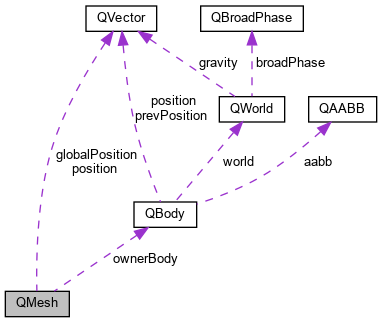 QVector
QBroadPhase
gravity
broadPhase
position
prevPosition
QWorld
QAABB
globalPosition
position
world
aabb
QBody
ownerBody
QMesh